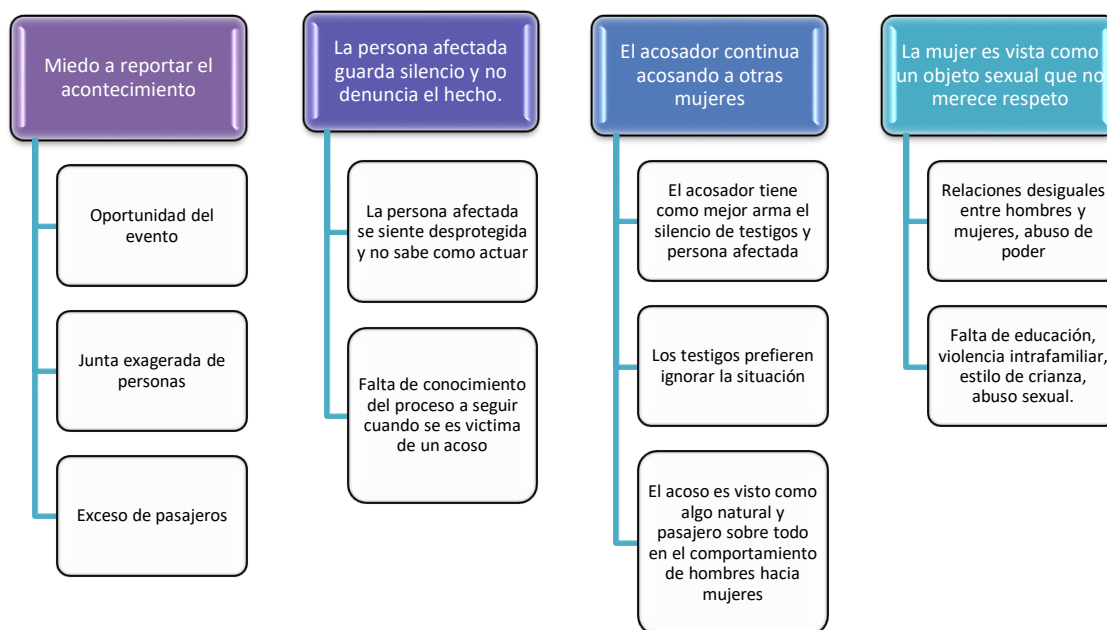 Miedo a reportar el
acontecimiento
Oportunidad del
evento
Junta exagerada de
personas
Exceso de pasajeros
La persona afectada
guarda silencio y no
denuncia el hecho.
La persona afectada
se siente desprotegida
y no sabe como actuar
Falta de conocimiento
del proceso a seguir
cuando se es victima
de un acoso
El acosador continua
acosando a otras
mujeres
El acosador tiene
como mejor arma el
silencio de testigos y
persona afectada
Los testigos prefieren
ignorar la situación
El acoso es visto como
algo natural y
pasajero sobre todo
en el comportamiento
de hombres hacia
mujeres
La mujer es vista como
un objeto sexual que no
merece respeto
Relaciones desiguales
entre hombres y
mujeres, abuso de
poder
Falta de educación,
violencia intrafamiliar,
estilo de crianza,
abuso sexual.